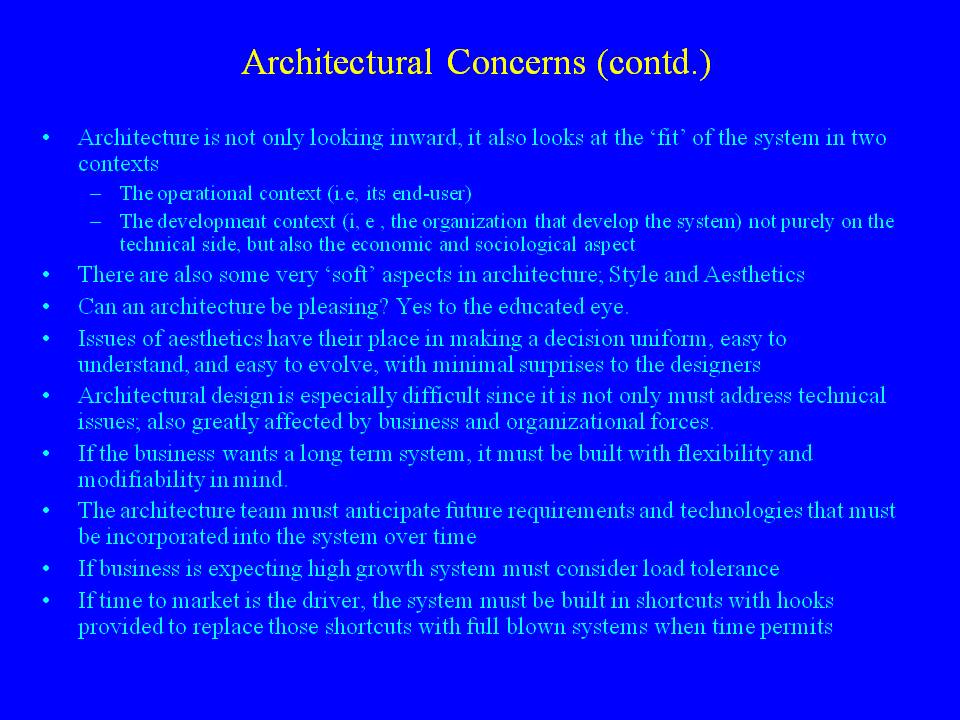 Architectural Concerns (contd.)
• Architecture is not only looking inward, it also looks at the ‘fit’ of the system in two
contexts
– The operational context (i.e, its end-user)
– The development context (i, e , the organization that develop the system) not purely on the
technical side, but also the economic and sociological aspect
• There are also some very ‘soft’ aspects in architecture; Style and Aesthetics
• Can an architecture be pleasing? Yes to the educated eye.
• Issues of aesthetics have their place in making a decision uniform, easy to
understand, and easy to evolve, with minimal surprises to the designers
• Architectural design is especially difficult since it is not only must address technical
issues; also greatly affected by business and organizational forces.
• If the business wants a long term system, it must be built with flexibility and
modifiability in mind.
• The architecture team must anticipate future requirements and technologies that must
be incorporated into the system over time
• If business is expecting high growth system must consider load tolerance
• If time to market is the driver, the system must be built in shortcuts with hooks
provided to replace those shortcuts with full blown systems when time permits